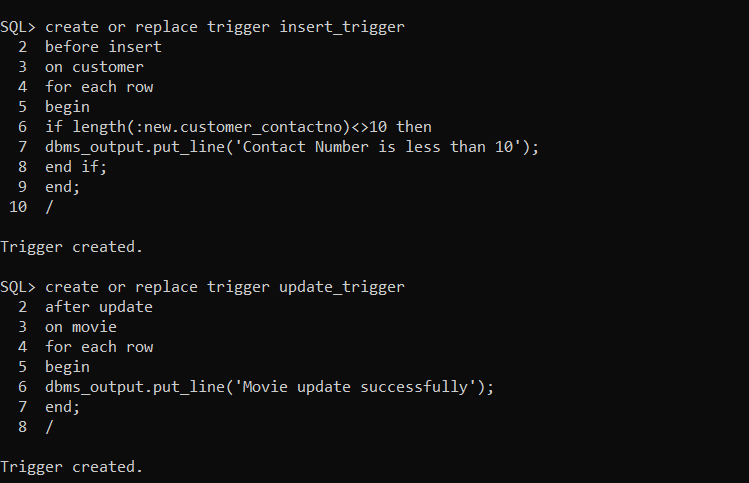 SQL> create or replace trigger insert_trigger
  2  before insert
  3  on customer
  4  for each row
  5  begin
  6  if length(:new.customer_contactno)<>10 then
  7  dbms_output.put_line('Contact Number is less than 10');
  8  end if;
  9  end;
 10  /
Trigger created.
SQL> create or replace trigger update_trigger
  2  after update
  3  on movie
  4  for each row
  5  begin
  6  dbms_output.put_line('Movie update successfully');
  7  end;
  8  /
Trigger created.